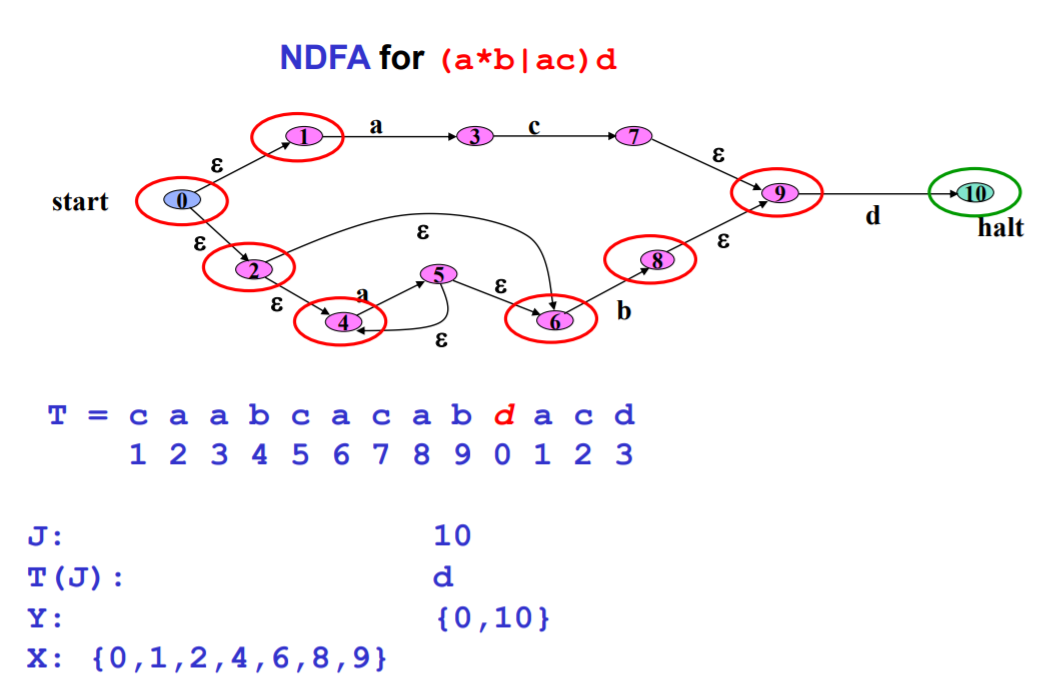 NDFA for (a*b|ac)d
1 a 3 c 7
ε ε
start 0 9 d 10 halt
ε ε 8 ε
2 5
ε a 4 ε 6 b
ε
T = c a a b c a c a b d a c d
1 2 3 4 5 6 7 8 9 0 1 2 3
J: 10
T(J): d
Y: {0,10}
X: {0,1,2,4,6,8,9}